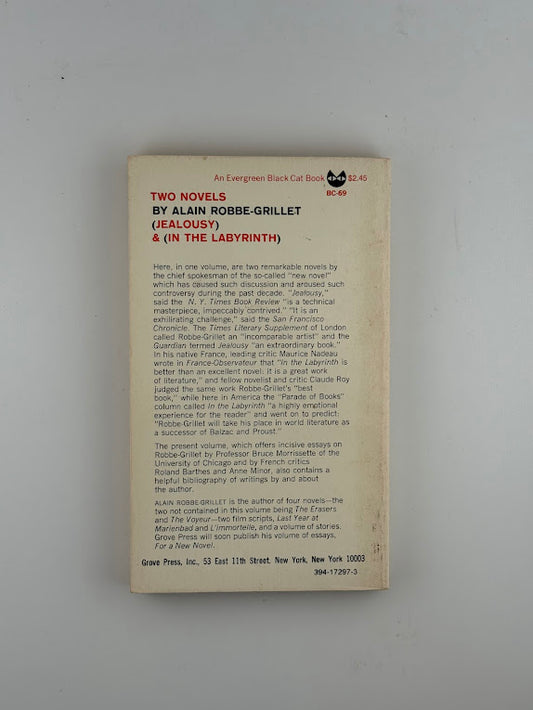 An Evergreen Black Cat Book $2.45
BC-69
TWO NOVELS
BY ALAIN ROBBE-GRILLET
(JEALOUSY)
& (IN THE LABYRINTH)
Here, in one volume, are two remarkable novels by
the chief spokesman of the so-called "new novel"
which has caused such discussion and aroused such
controversy during the past decade. "Jealousy,"
said the N. Y. Times Book Review "is a technical
masterpiece, impeccably contrived." "It is an
exhilirating challenge," said the San Francisco
Chronicle. The Times Literary Supplement of London
called Robbe-Grillet an "incomparable artist" and the
Guardian termed Jealousy "an extraordinary book."
In his native France, leading critic Maurice Nadeau
wrote in France-Observateur that "In the Labyrinth is
better than an excellent novel: it is a great work
of literature," and fellow novelist and critic Claude Roy
judged the same work Robbe-Grillet's "best
book," while here in America the "Parade of Books"
column called In the Labyrinth "a highly emotional
experience for the reader" and went on to predict:
"Robbe-Grillet will take his place in world literature as
a successor of Balzac and Proust."
The present volume, which offers incisive essays on
Robbe-Grillet by Professor Bruce Morrissette of the
University of Chicago and by French critics
Roland Barthes and Anne Minor, also contains a
helpful bibliography of writings by and about
the author.
ALAIN ROBBE-GRILLET is the author of four novels—the
two not contained in this volume being The Erasers
and The Voyeur—two film scripts, Last Year at
Marienbad and L'Immortelle, and a volume of stories.
Grove Press will soon publish his volume of essays,
For a New Novel.
Grove Press, Inc., 53 East 11th Street, New York, New York 10003
394-17297-3